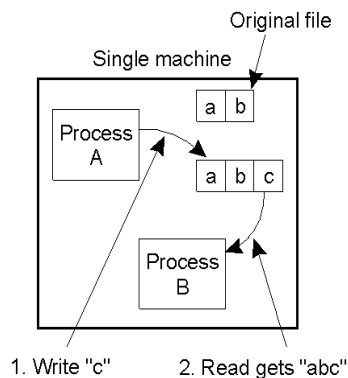 Original file
Single machine
a b
Process
A
a b c
Process
B
1. Write "c"
2. Read gets "abc"